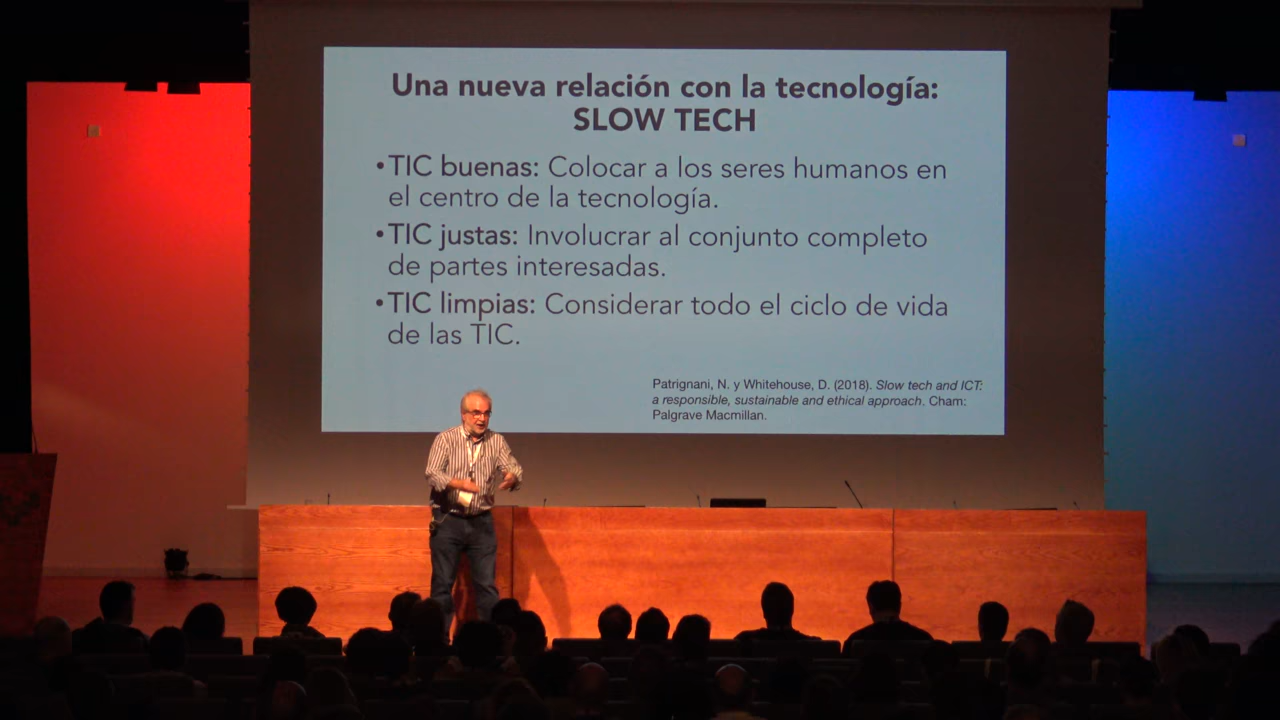 Una nueva relación con la tecnología:
SLOW TECH
•TIC buenas: Colocar a los seres humanos en
el centro de la tecnología.
•TIC justas: Involucrar al conjunto completo
de partes interesadas.
•TIC limpias: Considerar todo el ciclo de vida
de las TIC.
Patrignani, N. y Whitehouse, D. (2018). Slow tech and ICT:
a responsible, sustainable and ethical approach. Cham:
Palgrave Macmillan.